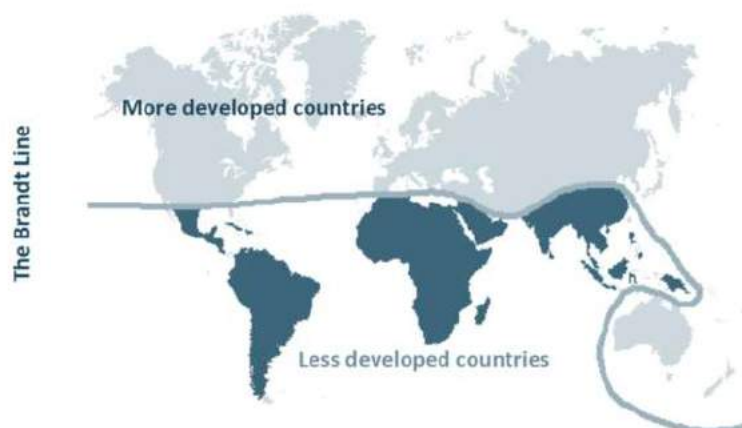 The Brandt Line
More developed countries
Less developed countries